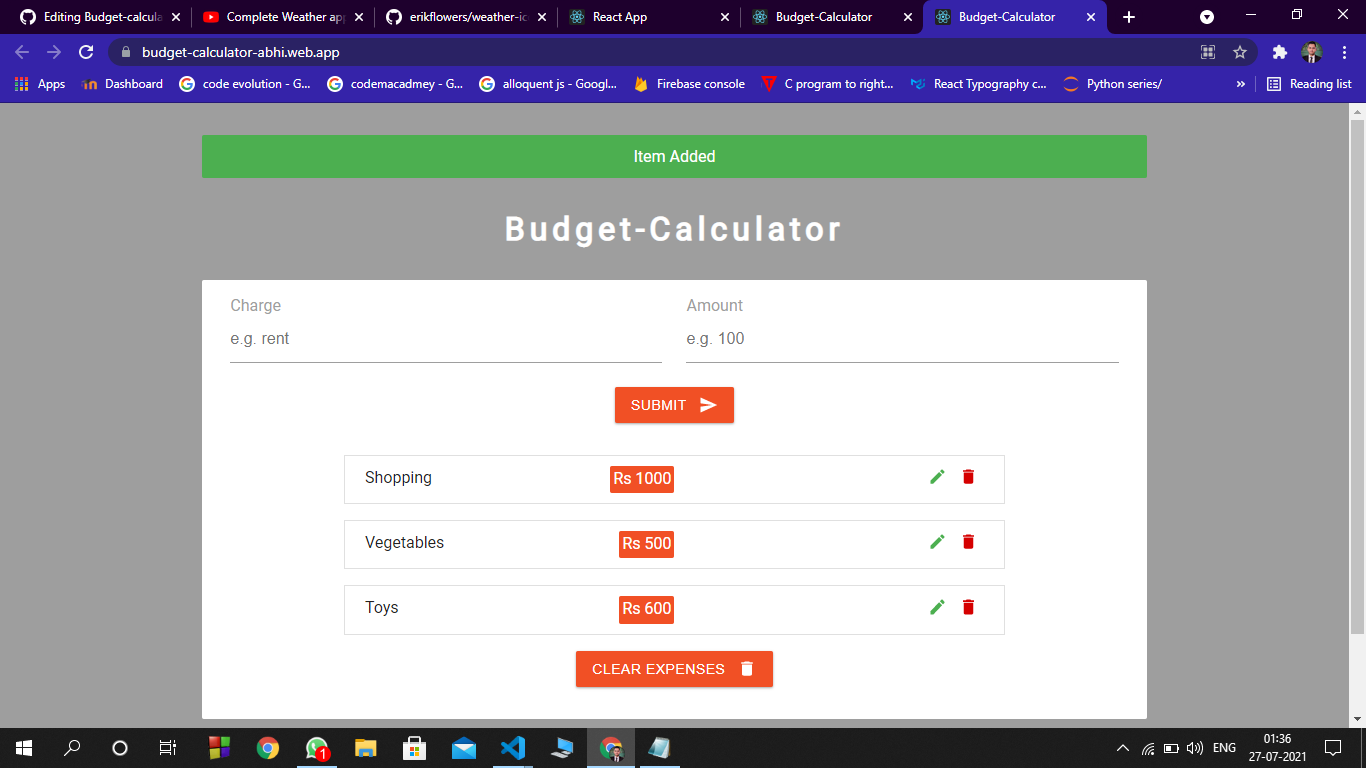 Editing Budget-calcula
Complete Weather app
erikflowers/weather-ic
React App
Budget-Calculator
Budget-Calculator
budget-calculator-abhi.web.app
Apps
Dashboard
code evolution - G...
codemacadmey - G...
alloquent js - Googl...
Firebase console
C program to right...
React Typography c...
Python series/
»
Reading list
Item Added
Budget-Calculator
Charge
Amount
e.g. rent
e.g. 100
SUBMIT
Shopping
Rs 1000
Vegetables
Rs 500
Toys
Rs 600
CLEAR EXPENSES
1
ENG
01:36
27-07-2021